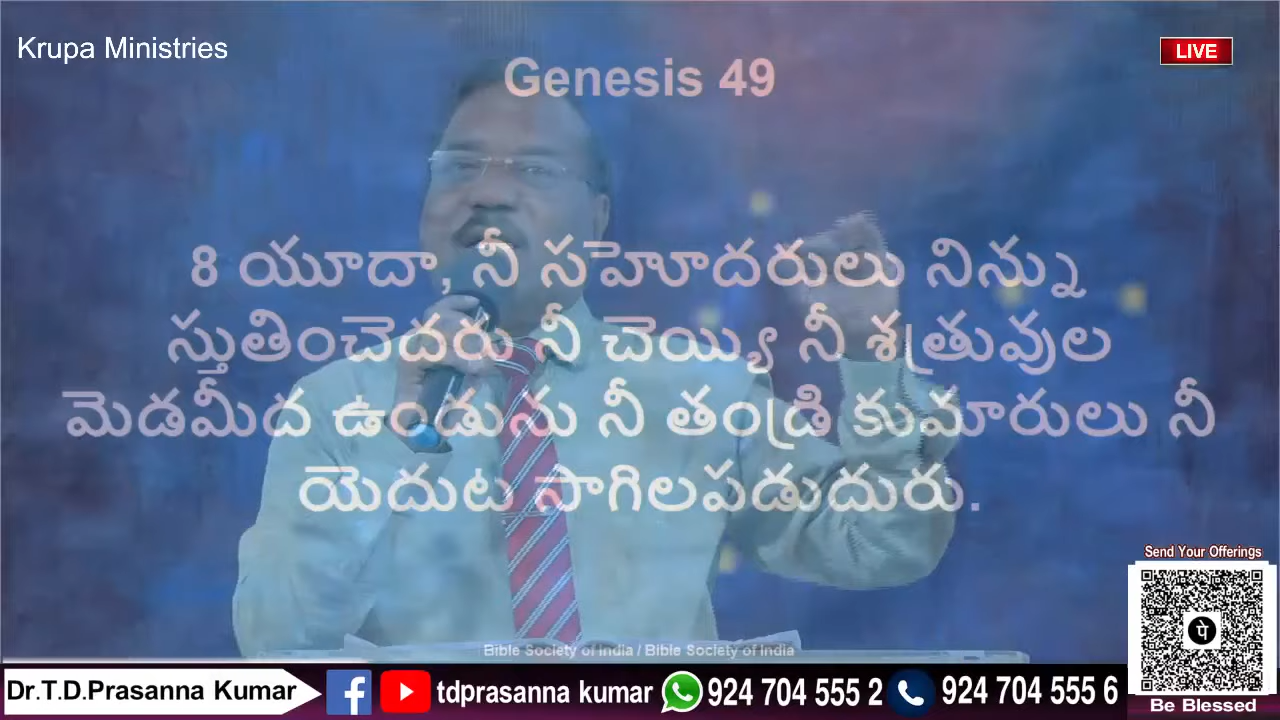 Krupa Ministries
LIVE
Genesis 49
8 యూదా, నీ సహెూదరులు నిన్ను
స్తుతించెదరు నీ చెయ్యి నీ శత్రువుల
మెడమీద ఉండును నీ తండ్రి కుమారులు నీ
యెదుట సాగిలపడుదురు.
Send Your Offerings
पे
Bible Society of India / Bible Society of India
Dr.T.D.Prasanna Kumar
tdprasanna kumar
924 704 555 2
924 704 555 6
Be Blessed